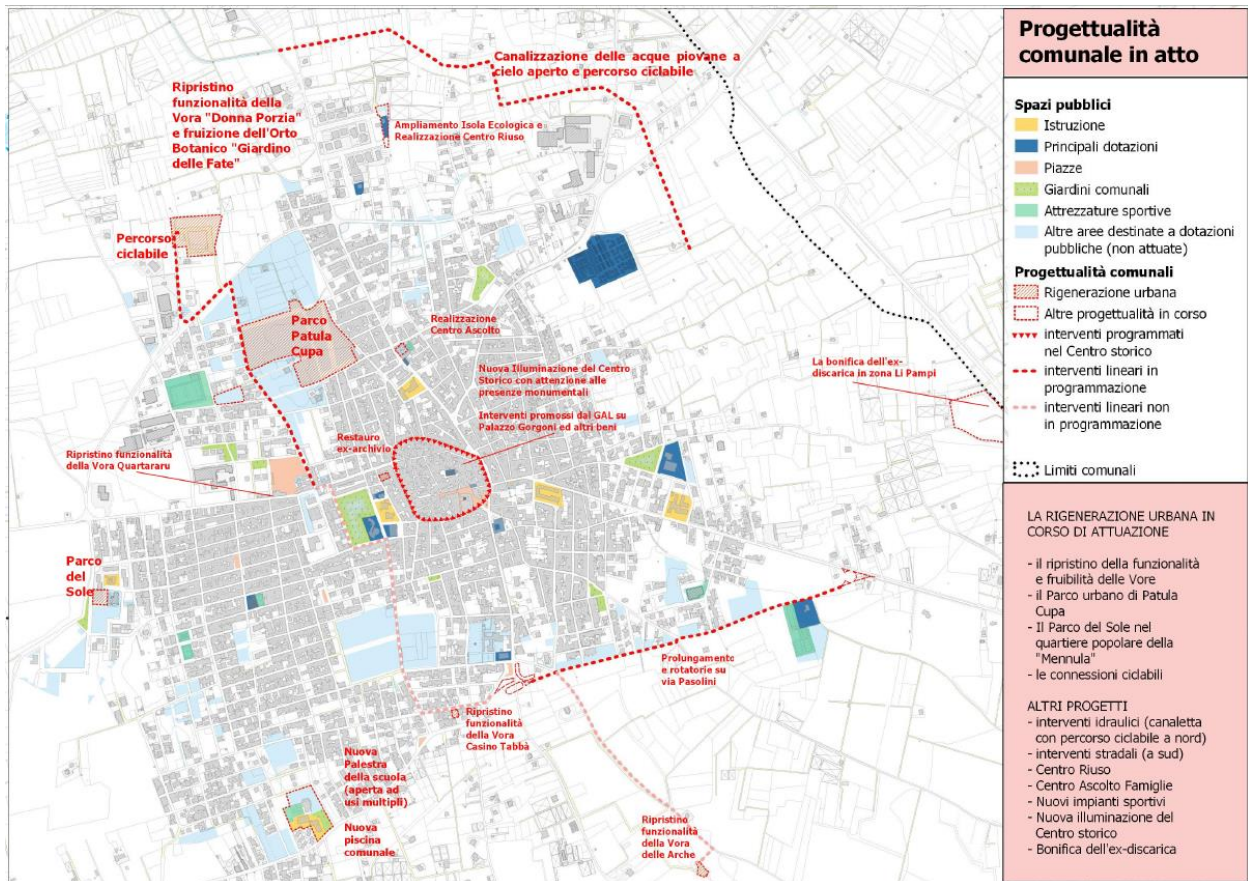 Progettualità
comunale in atto
Spazi pubblici
Istruzione
Principali dotazioni
Piazze
Giardini comunali
Attrezzature sportive
Altre aree destinate a dotazioni
pubbliche (non attuate)
Progettualità comunali
Rigenerazione urbana
Altre progettualità in corso
interventi programmati
nel Centro storico
interventi lineari in
programmazione
interventi lineari non
in programmazione
Limiti comunali
LA RIGENERAZIONE URBANA IN
CORSO DI ATTUAZIONE
- il ripristino della funzionalità
e fruibilità delle Vore
- il Parco urbano di Patula
Cupa
- Il Parco del Sole nel
quartiere popolare della
"Mennula"
- le connessioni ciclabili
ALTRI PROGETTI
- interventi idraulici (canaletta
con percorso ciclabile a nord)
- interventi stradali (a sud)
- Centro Riuso
- Centro Ascolto Famiglie
- Nuovi impianti sportivi
- Nuova illuminazione del
Centro storico
- Bonifica dell'ex-discarica
Canalizzazione delle acque piovane a
cielo aperto e percorso ciclabile
Ripristino
funzionalità della
Vora "Donna Porzia"
e fruizione dell'Orto
Botanico "Giardino
delle Fate"
Ampliamento Isola Ecologica e
Realizzazione Centro Riuso
Percorso
ciclabile
Parco
Patula
Cupa
Realizzazione
Centro Ascolto
La bonifica dell'ex-
discarica in zona Li Pampi
Nuova Illuminazione del Centro
Storico con attenzione alle
presenze monumentali
Interventi promossi dal GAL su
Palazzo Gorgoni ed altri beni
Restauro
ex-archivio
Ripristino funzionalità
della Vora Quartararu
Parco
del
Sole
Prolungamento
e rotatorie su
via Pasolini
Ripristino
funzionalità
della Vora
Casino Tabbà
Nuova
Palestra
della scuola
(aperta ad
usi multipli)
Nuova
piscina
comunale
Ripristino
funzionalità
della Vora
delle Arche